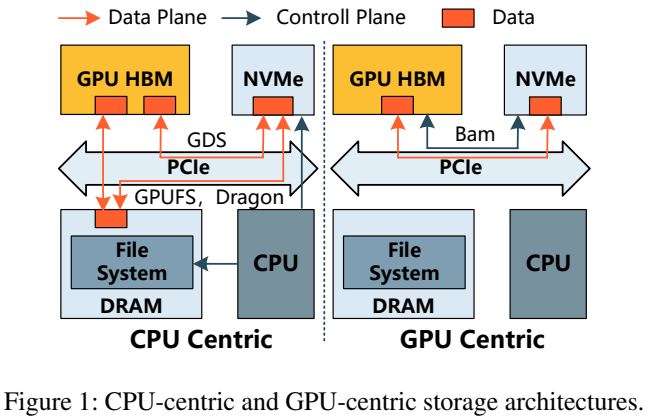 Data Plane Controll Plane Data
GPU HBM NVMe GPU HBM NVMe
GDS Bam
PCIe PCIe
GPUFS, Dragon
File System CPU File System CPU
DRAM DRAM
CPU Centric GPU Centric
Figure 1: CPU-centric and GPU-centric storage architectures.